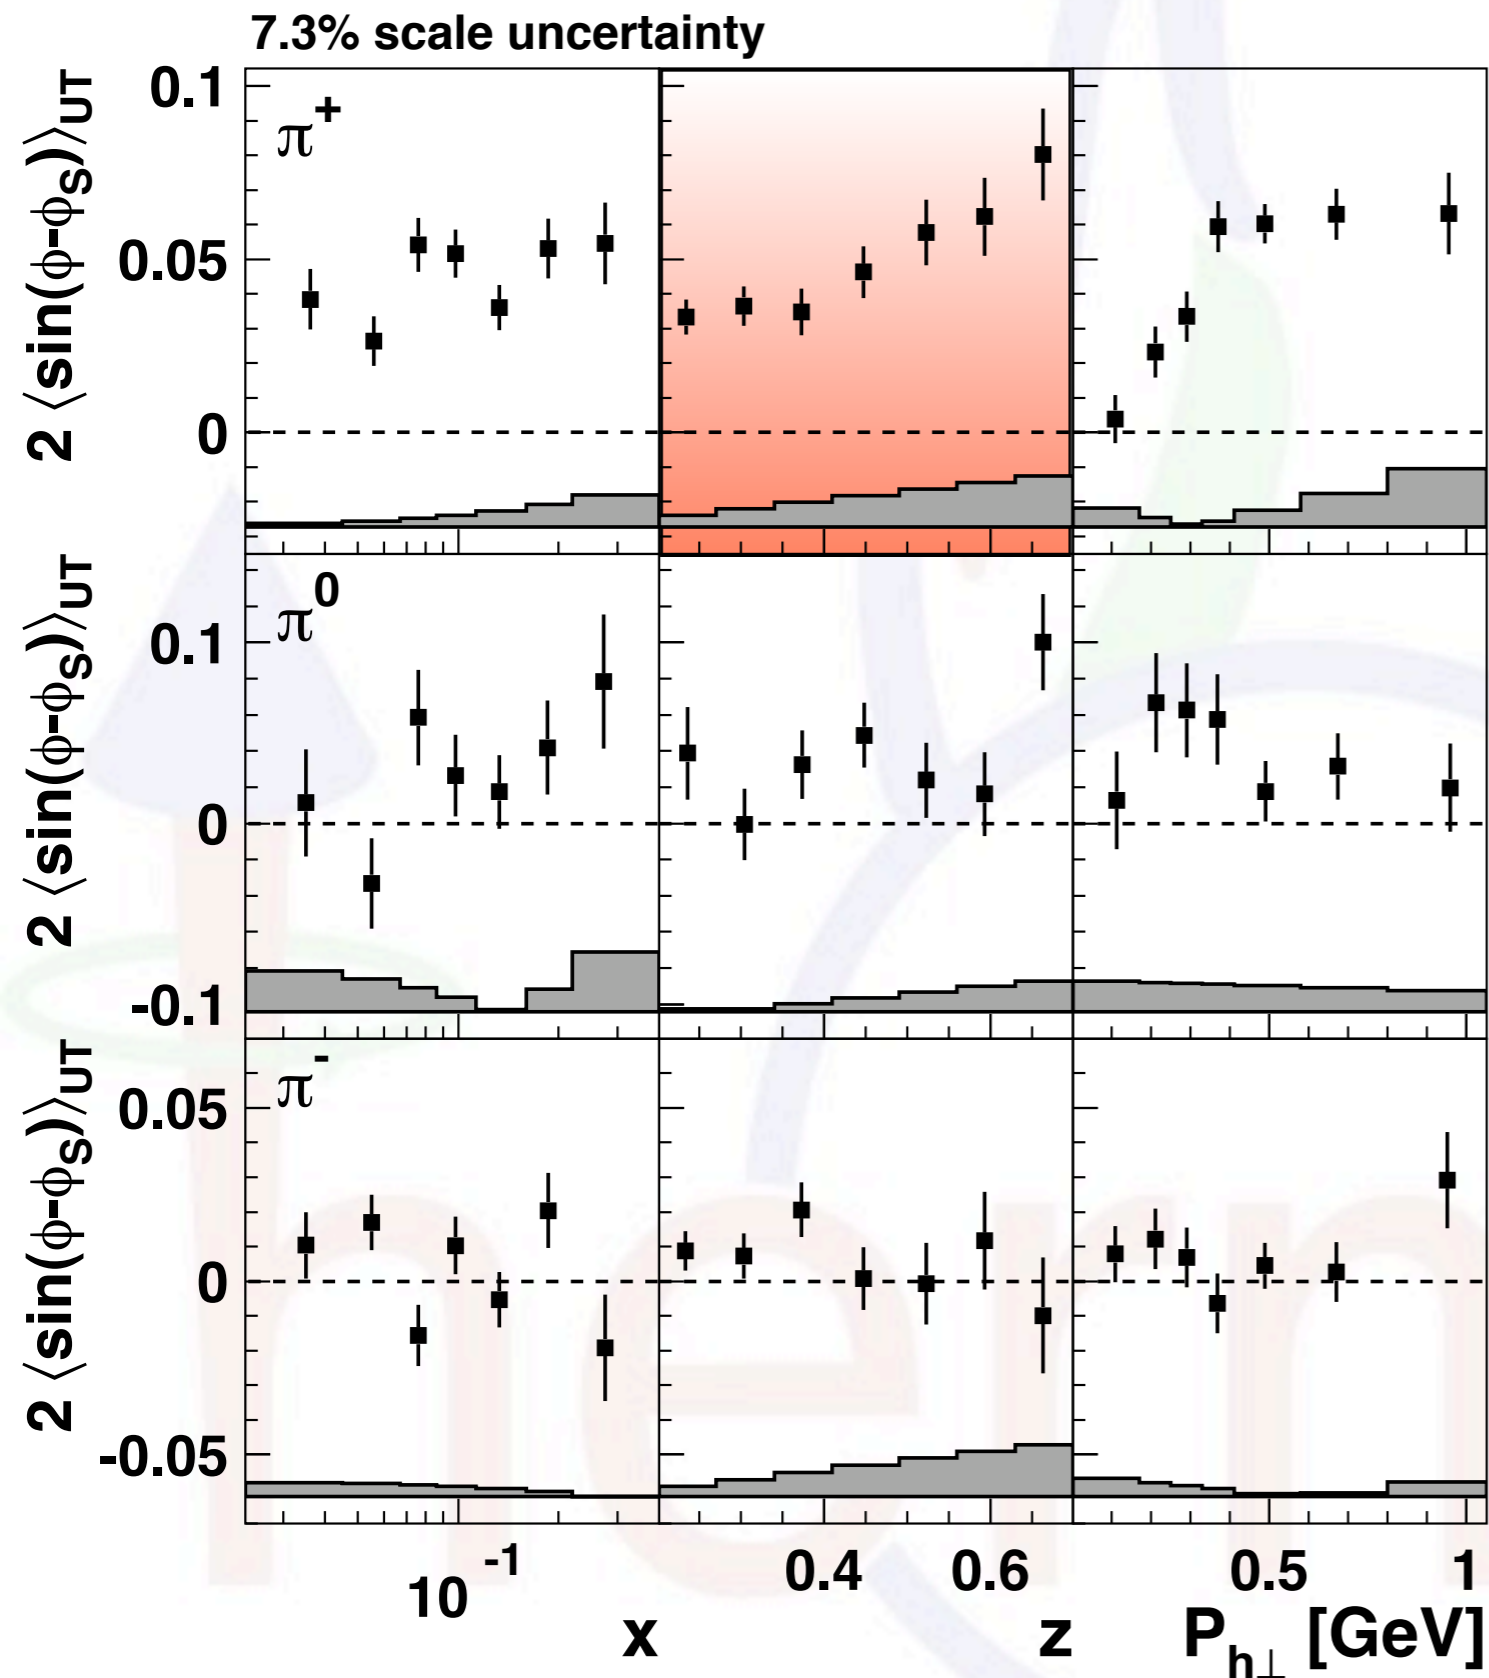 7.3% scale uncertainty
2 ⟨sin(ϕ-ϕS)⟩UT
0.1
0.05
0
π+
2 ⟨sin(ϕ-ϕS)⟩UT
0.1
0
-0.1
π0
2 ⟨sin(ϕ-ϕS)⟩UT
0.05
0
-0.05
π-
10-1
0.4
0.6
0.5
1
x
z
Ph⊥ [GeV]